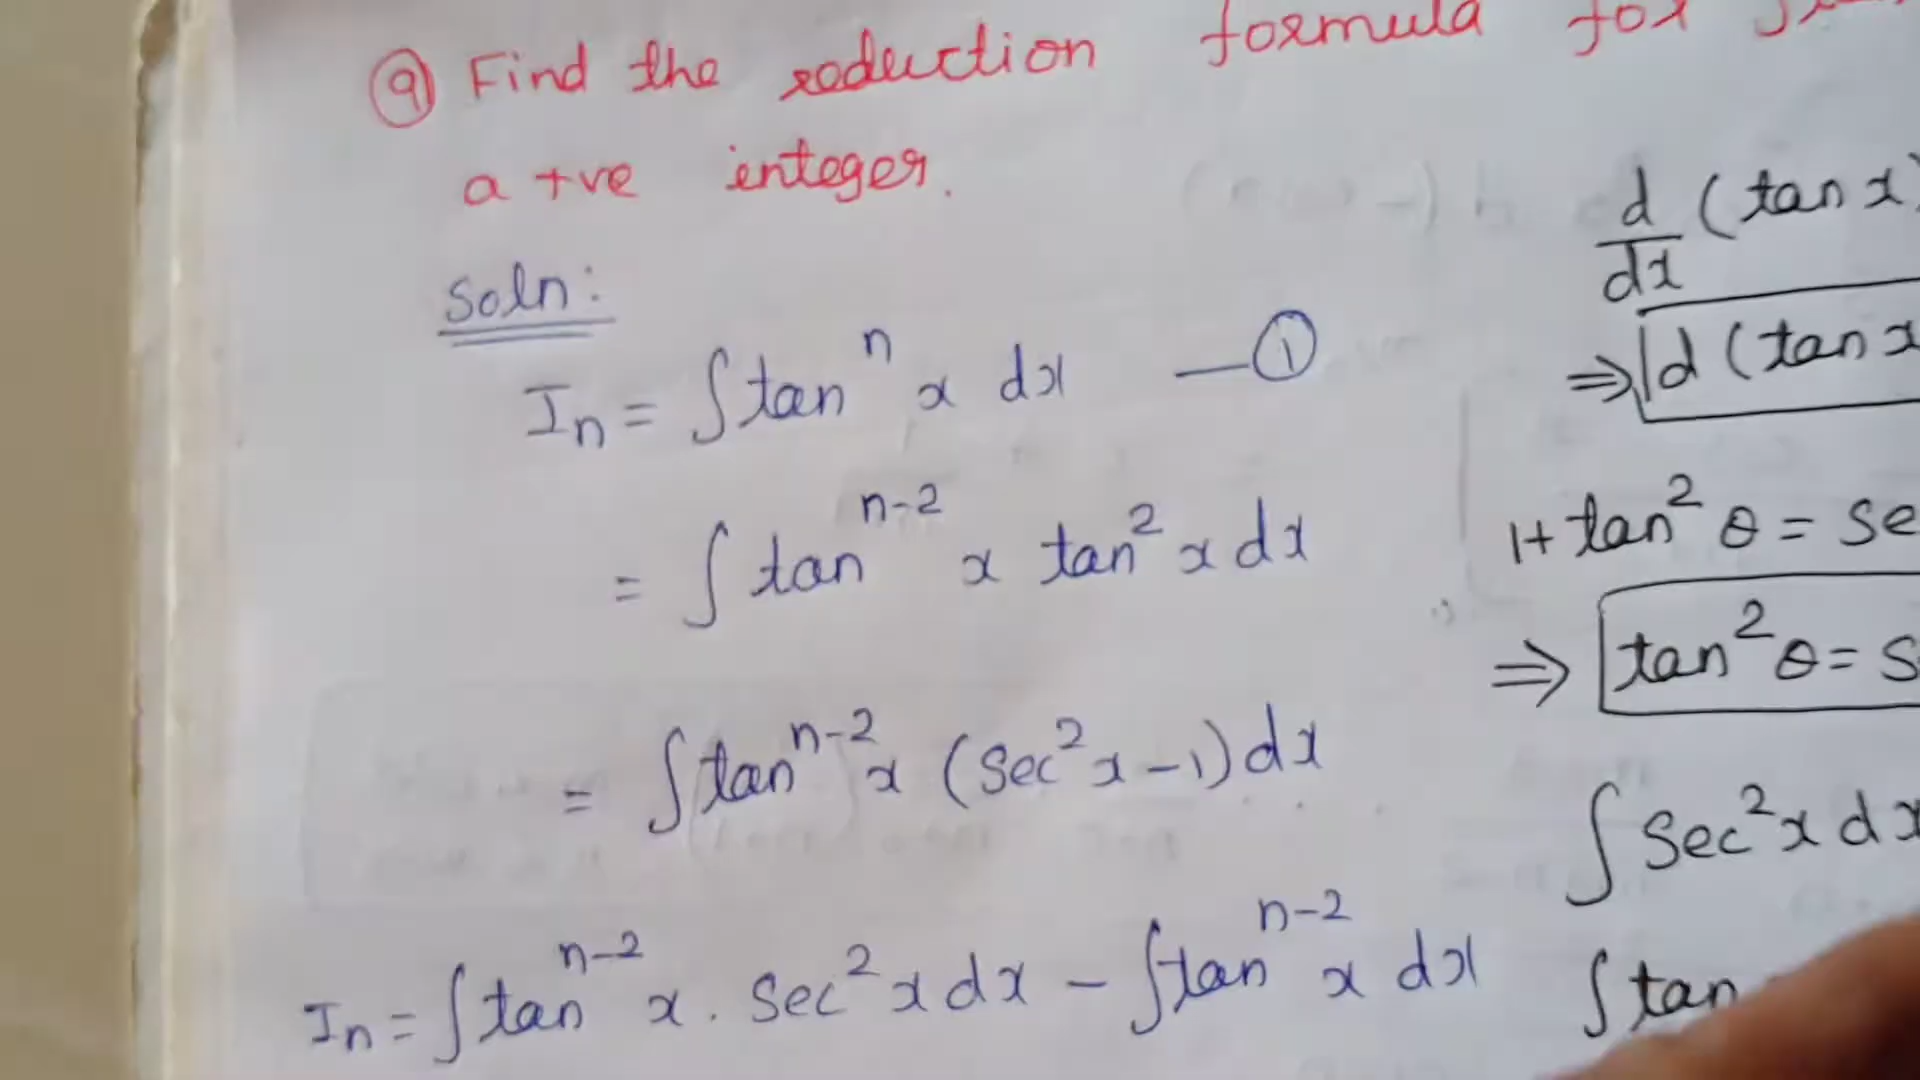 ⑨ Find the reduction formula for
a +ve integer.
Soln:
Iₙ = ∫tanⁿ x dx —①
= ∫ tanⁿ⁻² x tan² x dx
= ∫tanⁿ⁻² x (sec² x - 1) dx
Iₙ = ∫tanⁿ⁻² x . sec² x dx - ∫tanⁿ⁻² x dx
d/dx (tan x)
⇒ d (tan x
1+ tan² θ = se
⇒ tan² θ = s
∫ sec² x dx
∫ tan